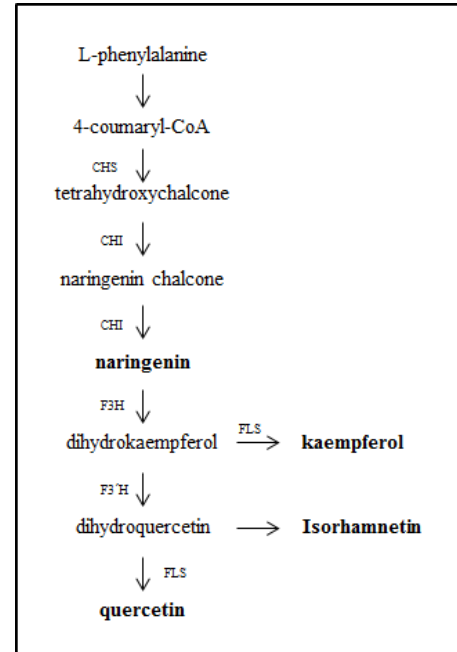 L-phenylalanine
4-coumaryl-CoA
CHS
tetrahydroxychalcone
CHI
naringenin chalcone
CHI
naringenin
F3H
dihydrokaempferol FLS kaempferol
F3´H
dihydroquercetin Isorhamnetin
FLS
quercetin